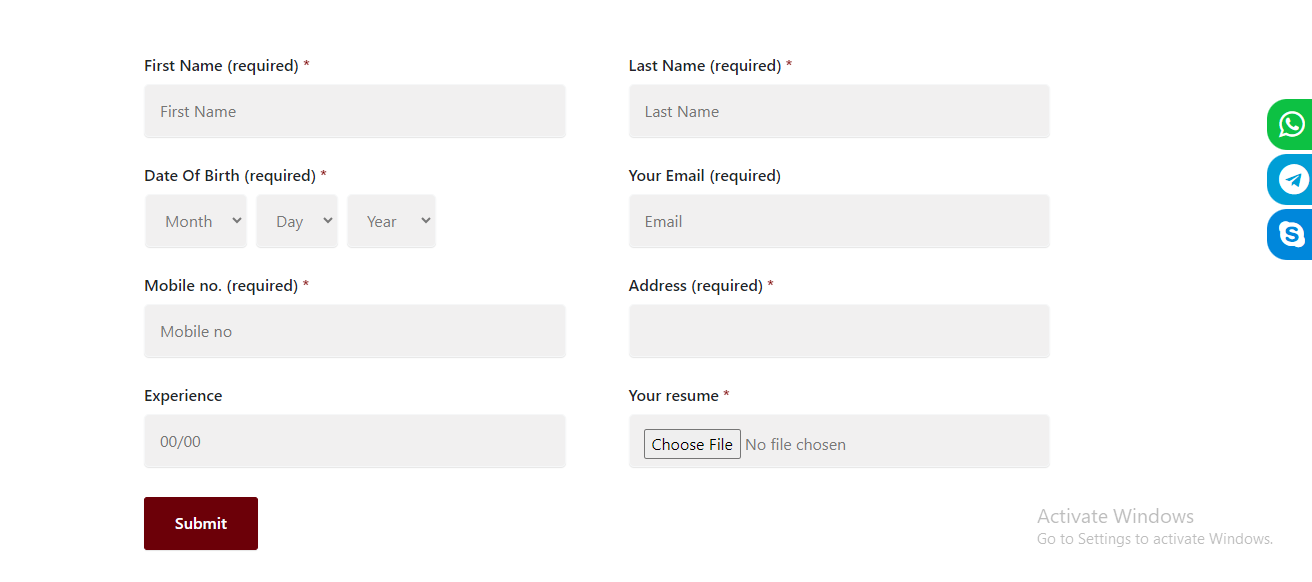 First Name (required) *
Last Name (required) *
First Name
Last Name
Date Of Birth (required) *
Your Email (required)
Month
Day
Year
Email
Mobile no. (required) *
Address (required) *
Mobile no
Experience
Your resume *
00/00
Choose File No file chosen
Submit
Activate Windows
Go to Settings to activate Windows.